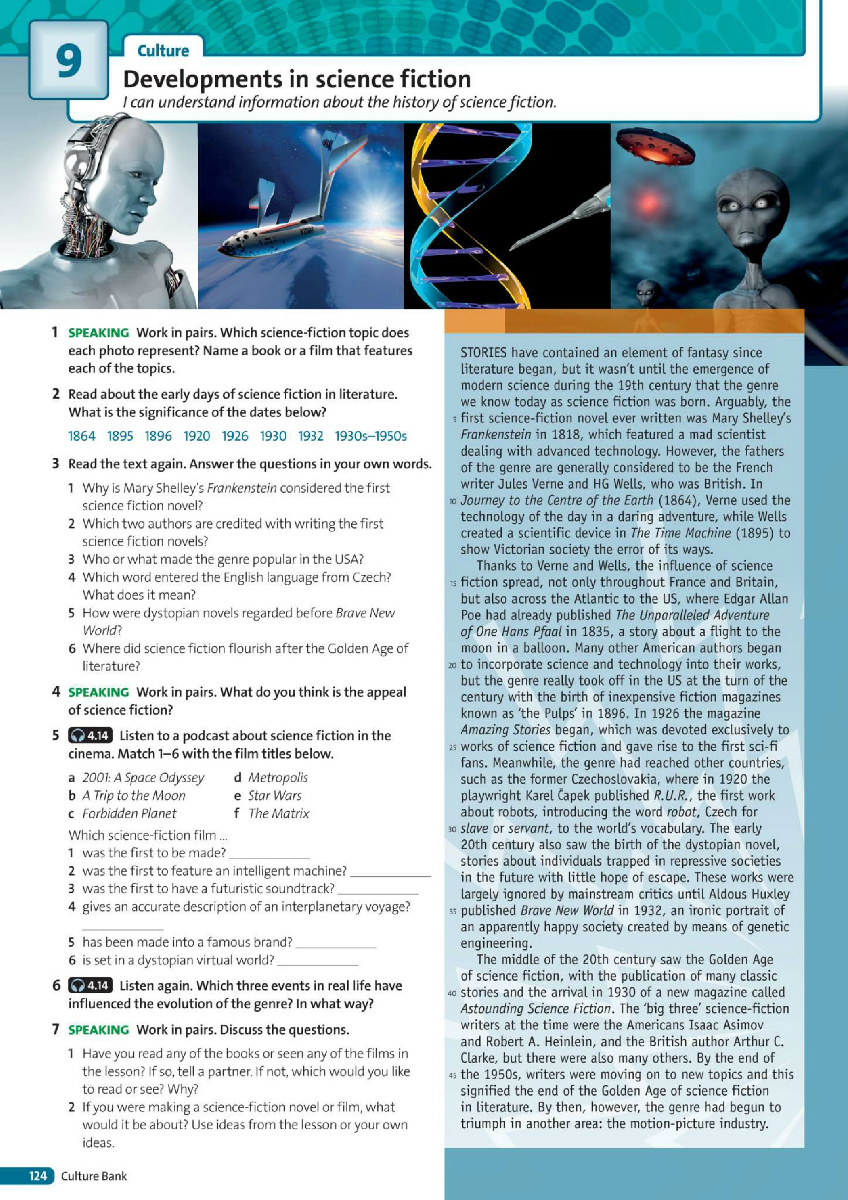 9
Culture
Developments in science fiction
I can understand information about the history of science fiction.
1 SPEAKING Work in pairs. Which science-fiction topic does
each photo represent? Name a book or a film that features
each of the topics.
2 Read about the early days of science fiction in literature.
What is the significance of the dates below?
1864 1895 1896 1920 1926 1930 1932 1930s–1950s
3 Read the text again. Answer the questions in your own words.
1 Why is Mary Shelley's Frankenstein considered the first
science fiction novel?
2 Which two authors are credited with writing the first
science fiction novels?
3 Who or what made the genre popular in the USA?
4 Which word entered the English language from Czech?
What does it mean?
5 How were dystopian novels regarded before Brave New
World?
6 Where did science fiction flourish after the Golden Age of
literature?
4 SPEAKING Work in pairs. What do you think is the appeal
of science fiction?
5 4.14 Listen to a podcast about science fiction in the
cinema. Match 1–6 with the film titles below.
a 2001: A Space Odyssey d Metropolis
b A Trip to the Moon e Star Wars
c Forbidden Planet f The Matrix
Which science-fiction film ...
1 was the first to be made?
2 was the first to feature an intelligent machine?
3 was the first to have a futuristic soundtrack?
4 gives an accurate description of an interplanetary voyage?
5 has been made into a famous brand?
6 is set in a dystopian virtual world?
6 4.14 Listen again. Which three events in real life have
influenced the evolution of the genre? In what way?
7 SPEAKING Work in pairs. Discuss the questions.
1 Have you read any of the books or seen any of the films in
the lesson? If so, tell a partner. If not, which would you like
to read or see? Why?
2 If you were making a science-fiction novel or film, what
would it be about? Use ideas from the lesson or your own
ideas.
STORIES have contained an element of fantasy since
literature began, but it wasn't until the emergence of
modern science during the 19th century that the genre
we know today as science fiction was born. Arguably, the
5 first science-fiction novel ever written was Mary Shelley's
Frankenstein in 1818, which featured a mad scientist
dealing with advanced technology. However, the fathers
of the genre are generally considered to be the French
writer Jules Verne and HG Wells, who was British. In
10 Journey to the Centre of the Earth (1864), Verne used the
technology of the day in a daring adventure, while Wells
created a scientific device in The Time Machine (1895) to
show Victorian society the error of its ways.
Thanks to Verne and Wells, the influence of science
15 fiction spread, not only throughout France and Britain,
but also across the Atlantic to the US, where Edgar Allan
Poe had already published The Unparalleled Adventure
of One Hans Pfaal in 1835, a story about a flight to the
moon in a balloon. Many other American authors began
20 to incorporate science and technology into their works,
but the genre really took off in the US at the turn of the
century with the birth of inexpensive fiction magazines
known as 'the Pulps' in 1896. In 1926 the magazine
Amazing Stories began, which was devoted exclusively to
25 works of science fiction and gave rise to the first sci-fi
fans. Meanwhile, the genre had reached other countries,
such as the former Czechoslovakia, where in 1920 the
playwright Karel Čapek published R.U.R., the first work
about robots, introducing the word robot, Czech for
30 slave or servant, to the world's vocabulary. The early
20th century also saw the birth of the dystopian novel,
stories about individuals trapped in repressive societies
in the future with little hope of escape. These works were
largely ignored by mainstream critics until Aldous Huxley
35 published Brave New World in 1932, an ironic portrait of
an apparently happy society created by means of genetic
engineering.
The middle of the 20th century saw the Golden Age
of science fiction, with the publication of many classic
40 stories and the arrival in 1930 of a new magazine called
Astounding Science Fiction. The 'big three' science-fiction
writers at the time were the Americans Isaac Asimov
and Robert A. Heinlein, and the British author Arthur C.
Clarke, but there were also many others. By the end of
45 the 1950s, writers were moving on to new topics and this
signified the end of the Golden Age of science fiction
in literature. By then, however, the genre had begun to
triumph in another area: the motion-picture industry.
124 Culture Bank